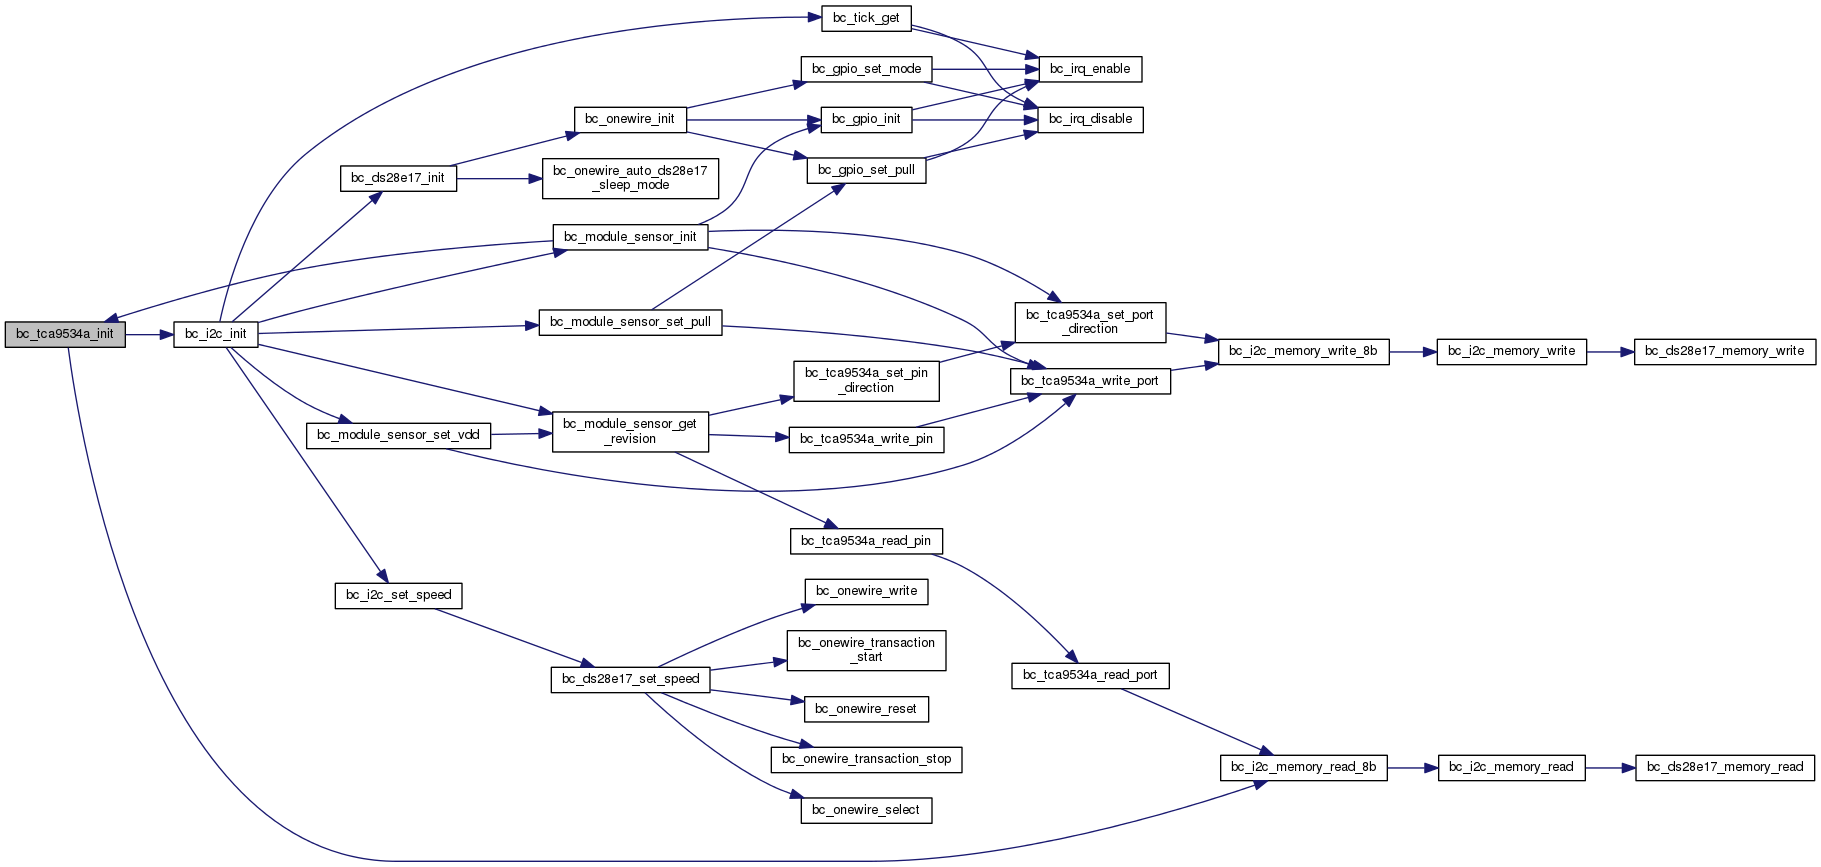 bc_tick_get
bc_gpio_set_mode
bc_irq_enable
bc_onewire_init
bc_gpio_init
bc_irq_disable
bc_ds28e17_init
bc_onewire_auto_ds28e17
_sleep_mode
bc_gpio_set_pull
bc_module_sensor_init
bc_tca9534a_init
bc_i2c_init
bc_module_sensor_set_pull
bc_tca9534a_set_port
_direction
bc_i2c_memory_write_8b
bc_i2c_memory_write
bc_ds28e17_memory_write
bc_tca9534a_set_pin
_direction
bc_tca9534a_write_port
bc_module_sensor_set_vdd
bc_module_sensor_get
_revision
bc_tca9534a_write_pin
bc_tca9534a_read_pin
bc_i2c_set_speed
bc_onewire_write
bc_onewire_transaction
_start
bc_ds28e17_set_speed
bc_tca9534a_read_port
bc_onewire_reset
bc_onewire_transaction_stop
bc_i2c_memory_read_8b
bc_i2c_memory_read
bc_ds28e17_memory_read
bc_onewire_select